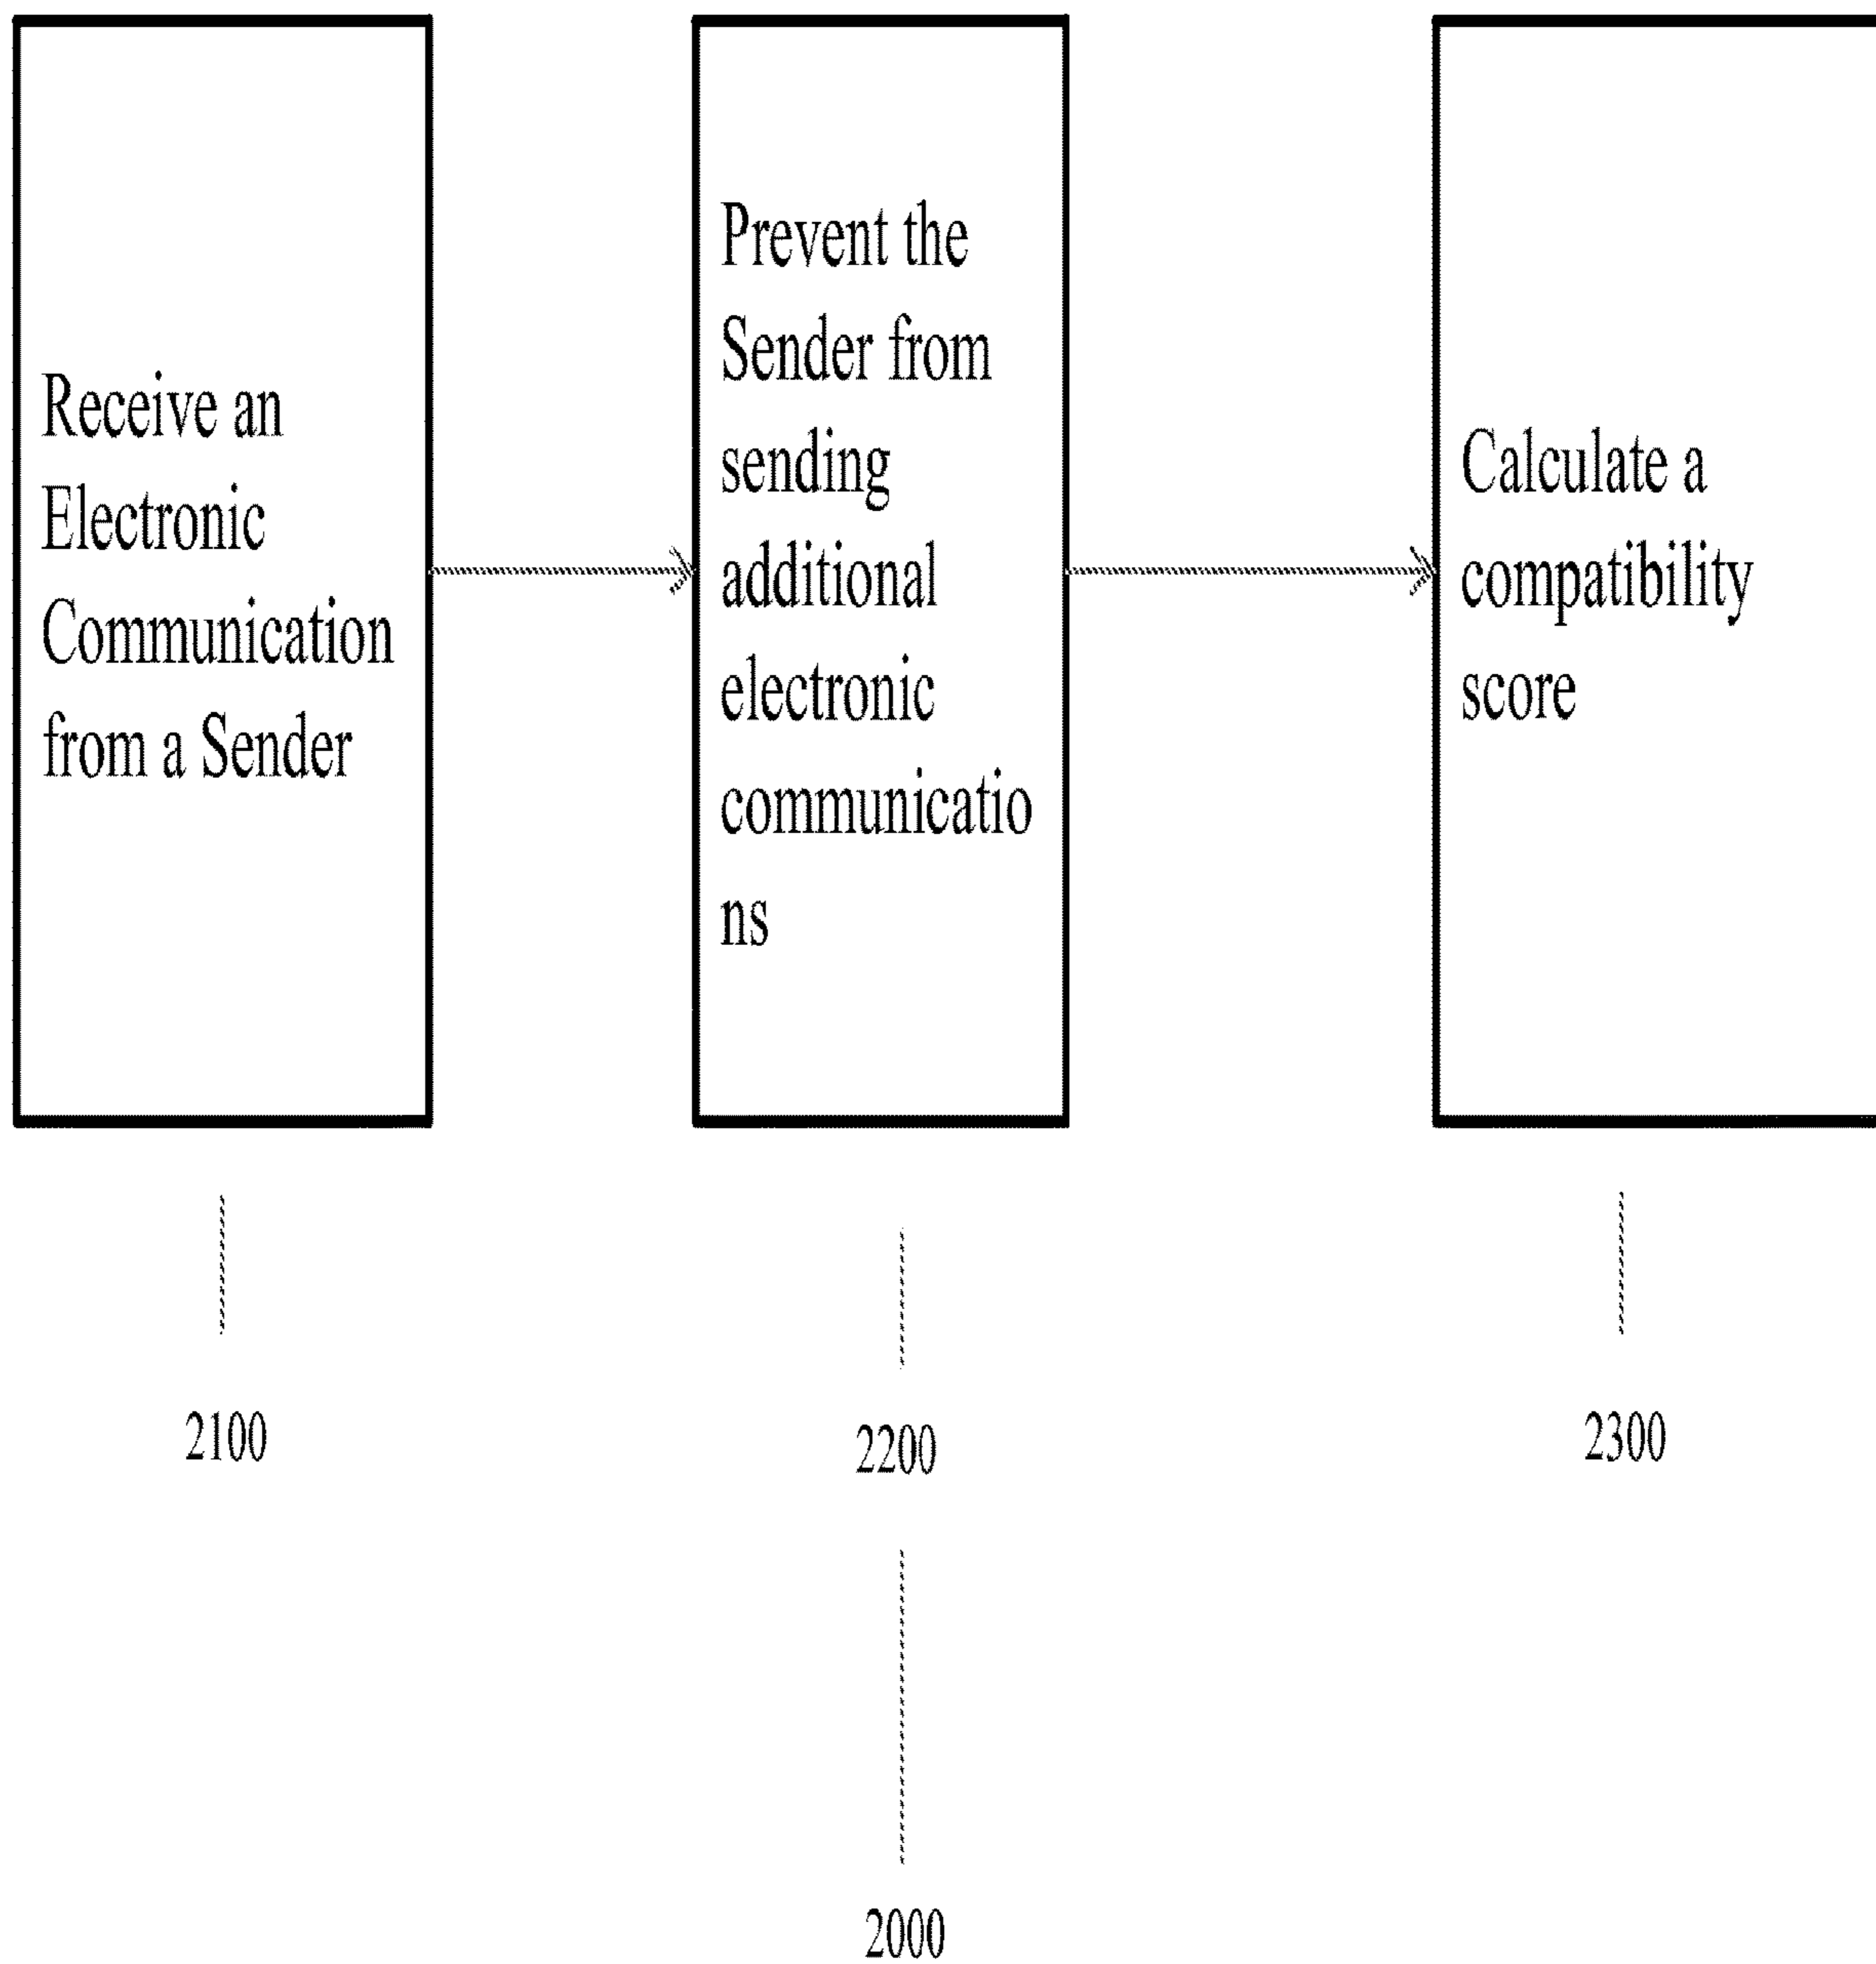 Receive an
Electronic
Communication
from a Sender
Prevent the
Sender from
sending
additional
electronic
communicatio
ns
Calculate a
compatibility
score
2100
2200
2300
2000